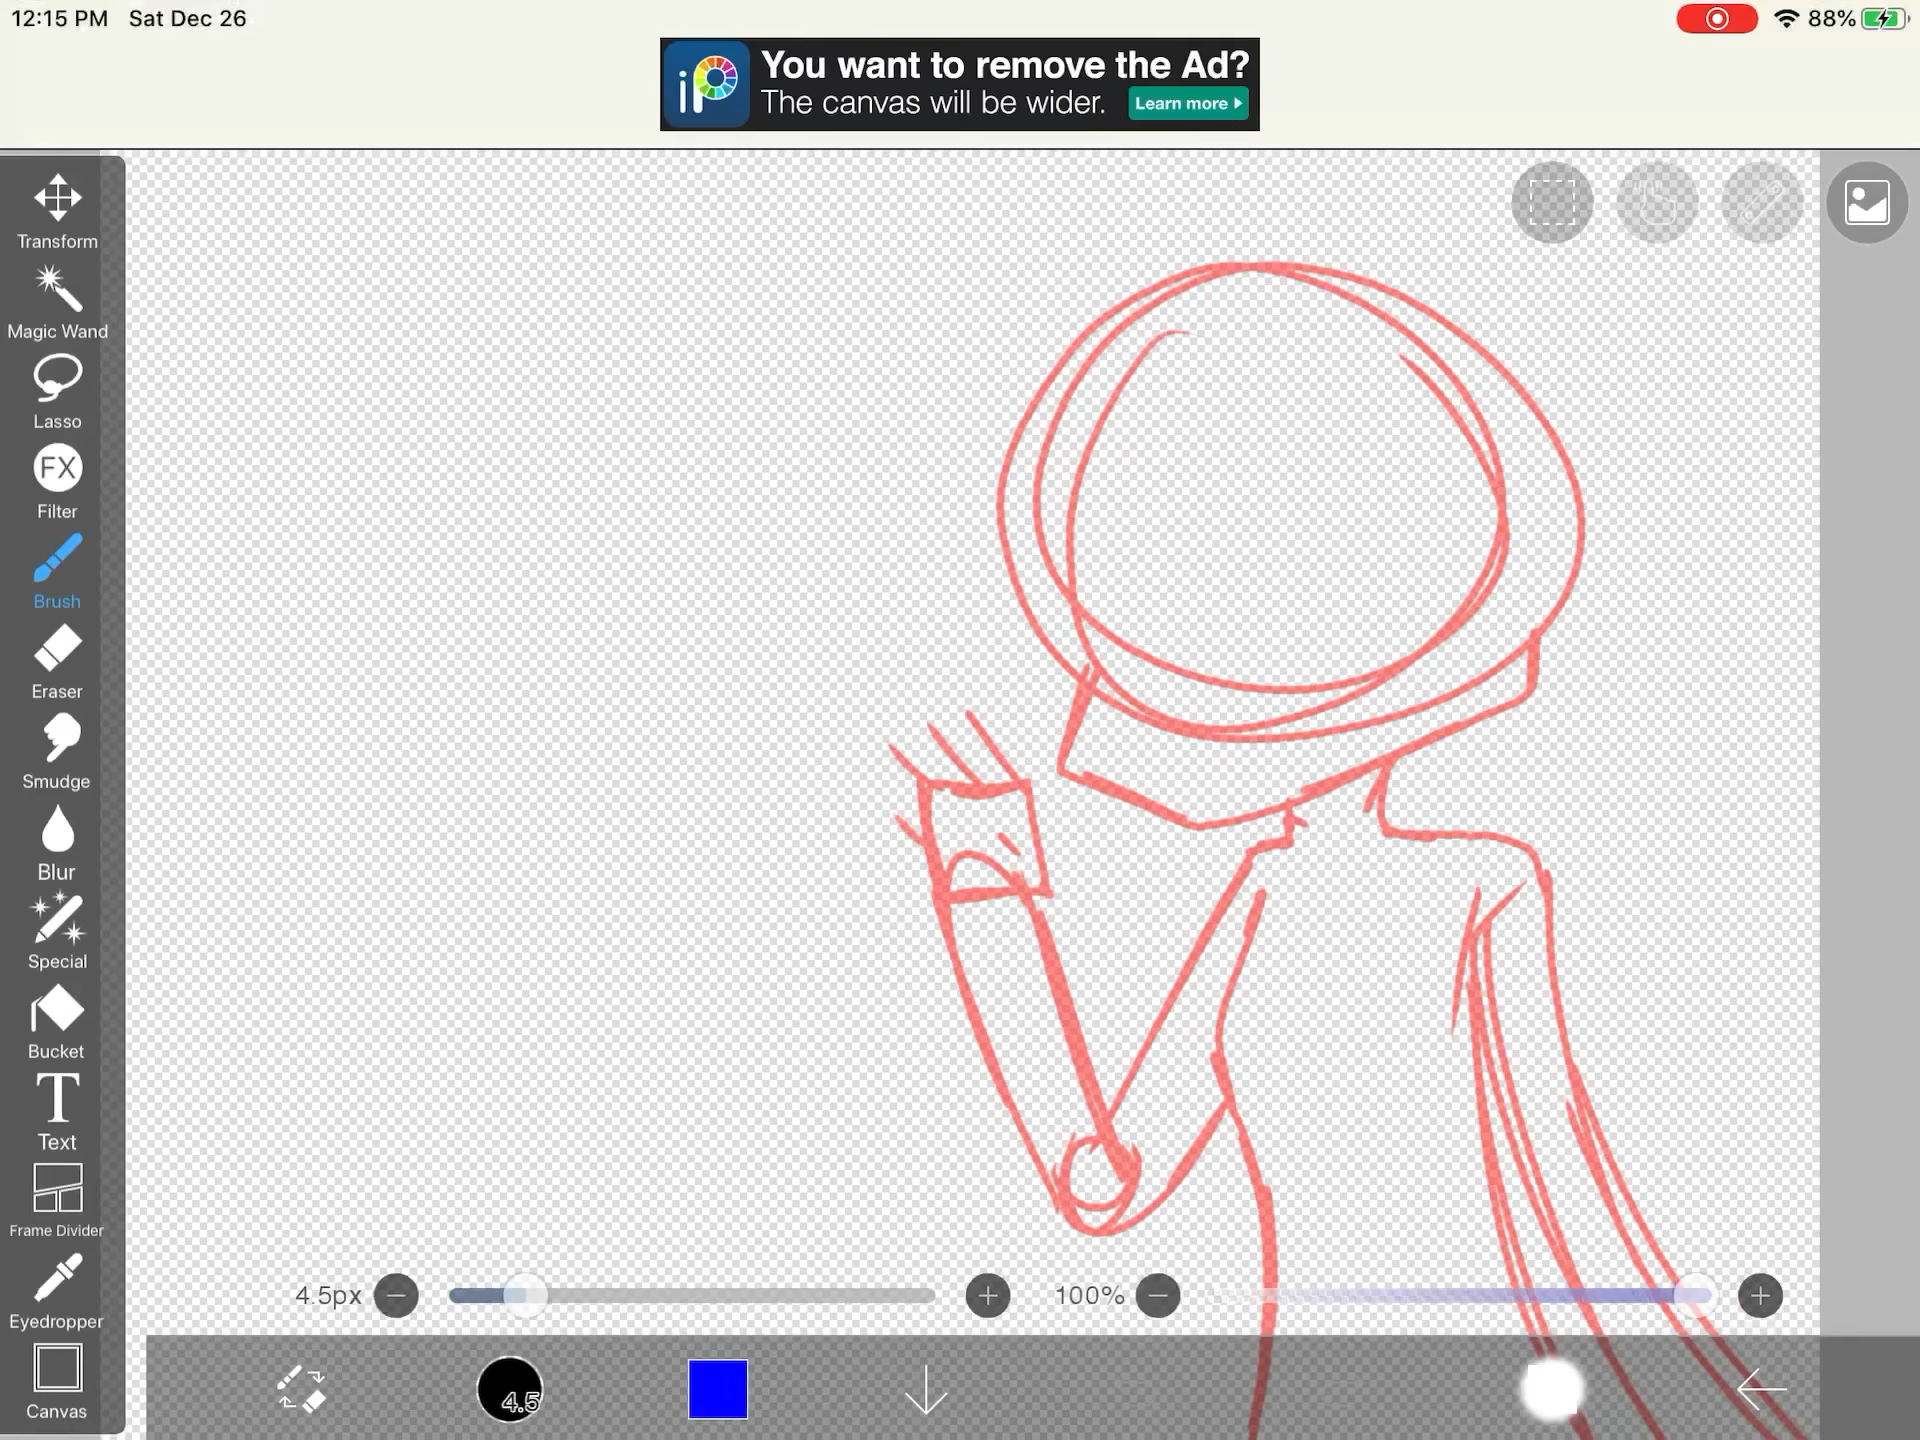 12:15 PM Sat Dec 26
88%
iP
You want to remove the Ad?
The canvas will be wider.
Learn more
Transform
Magic Wand
Lasso
FX
Filter
Brush
Eraser
Smudge
Blur
Special
Bucket
T
Text
Frame Divider
Eyedropper
Canvas
4.5px
100%
4.5